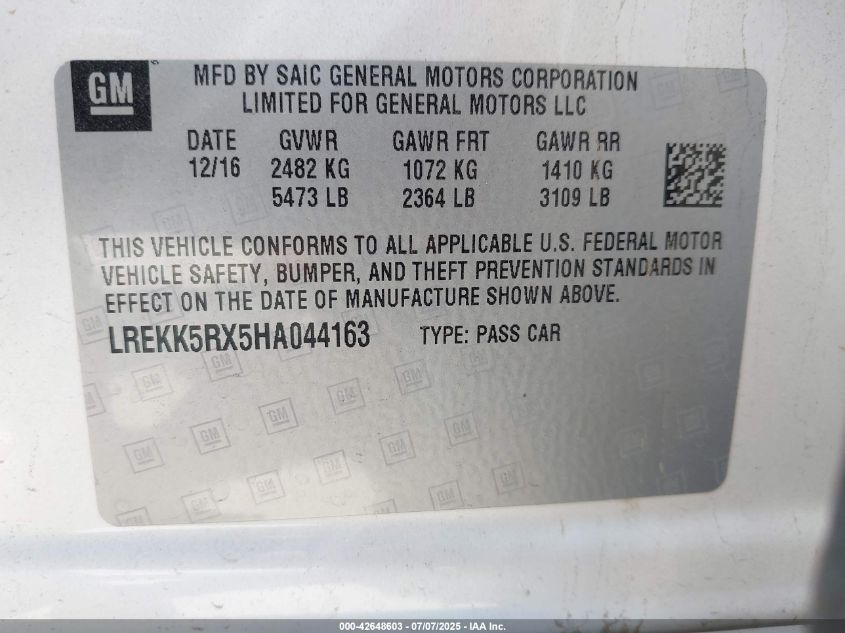 GM
MFD BY SAIC GENERAL MOTORS CORPORATION
LIMITED FOR GENERAL MOTORS LLC
DATE GVWR GAWR FRT GAWR RR
12/16 2482 KG 1072 KG 1410 KG
5473 LB 2364 LB 3109 LB
THIS VEHICLE CONFORMS TO ALL APPLICABLE U.S. FEDERAL MOTOR
VEHICLE SAFETY, BUMPER, AND THEFT PREVENTION STANDARDS IN
EFFECT ON THE DATE OF MANUFACTURE SHOWN ABOVE.
LREKK5RX5HA044163 TYPE: PASS CAR
000-42648603 - 07/07/2025 - IAA Inc.